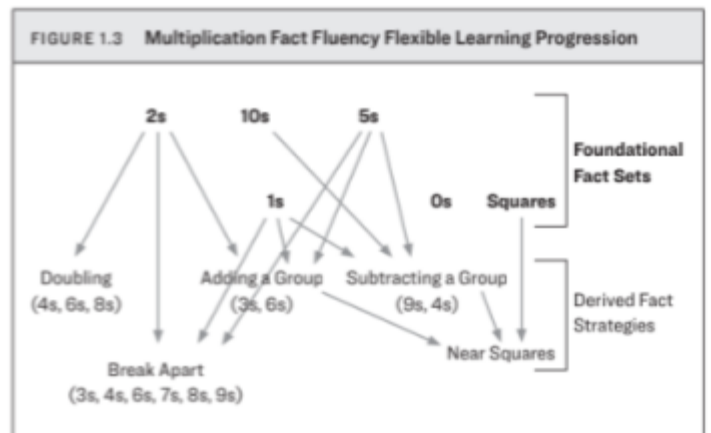 FIGURE 1.3 Multiplication Fact Fluency Flexible Learning Progression
2s 10s 5s
Foundational
Fact Sets
1s 0s Squares
Doubling
(4s, 6s, 8s)
Adding a Group
(3s, 6s)
Subtracting a Group
(9s, 4s)
Derived Fact
Strategies
Near Squares
Break Apart
(3s, 4s, 6s, 7s, 8s, 9s)